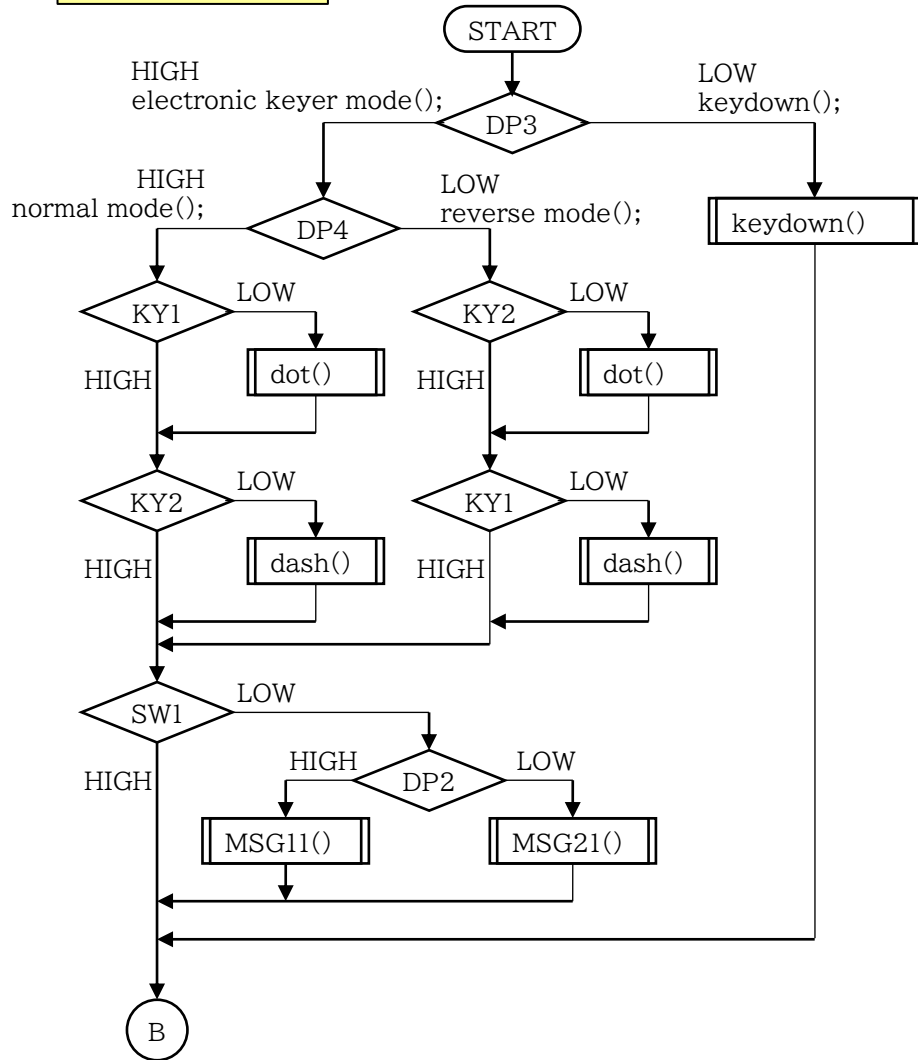 START
HIGH
electronic keyer mode();
LOW
keydown();
DP3
HIGH
normal mode();
LOW
reverse mode();
keydown()
DP4
KY1
LOW
KY2
LOW
HIGH
dot()
HIGH
dot()
KY2
LOW
KY1
LOW
HIGH
dash()
HIGH
dash()
SW1
LOW
HIGH
HIGH
DP2
LOW
MSG11()
MSG21()
B